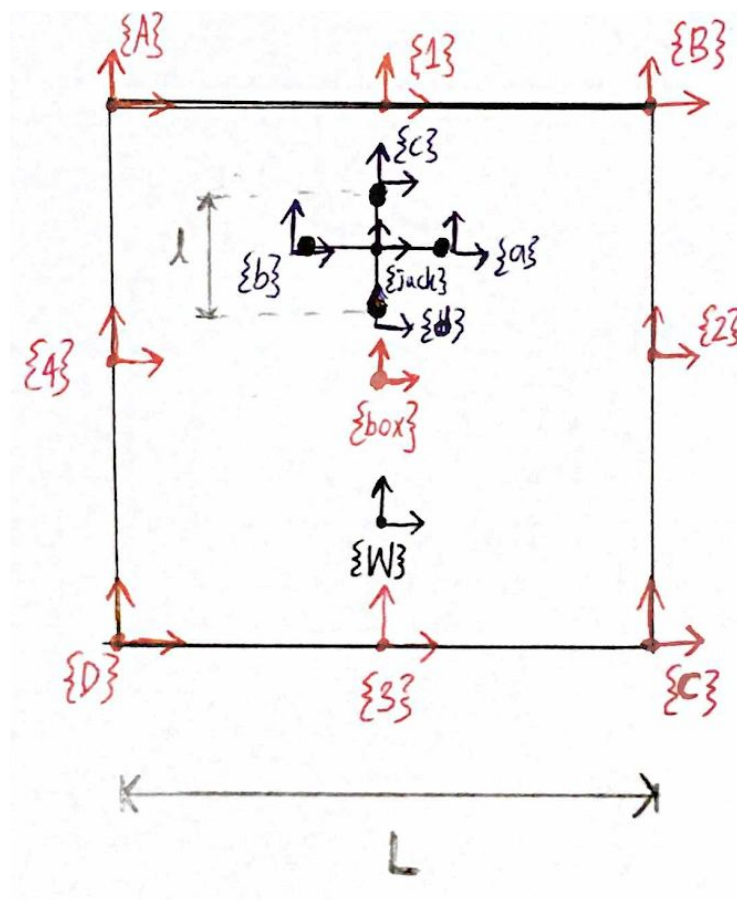 {A}
{1}
{B}
{c}
l
{b}
{jack}
{a}
{d}
{4}
{2}
{box}
{W}
{D}
{3}
{C}
L